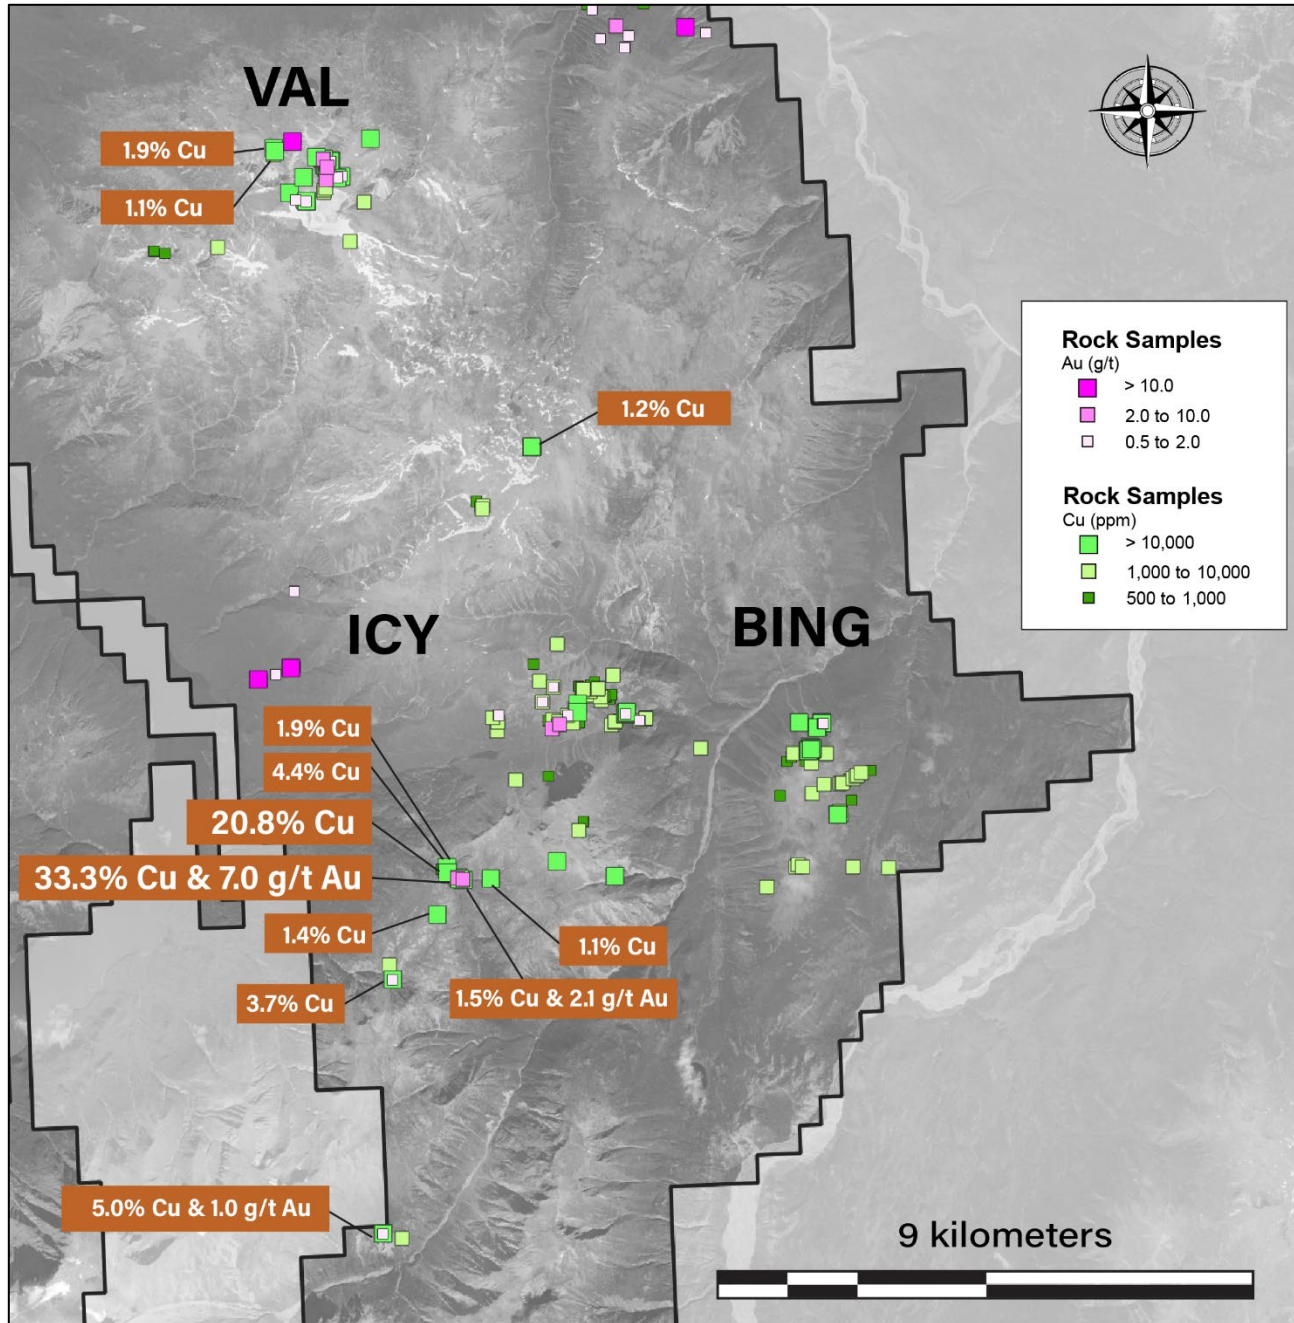 VAL
1.9% Cu
1.1% Cu
1.2% Cu
Rock Samples
Au (g/t)
> 10.0
2.0 to 10.0
0.5 to 2.0
Rock Samples
Cu (ppm)
> 10,000
1,000 to 10,000
500 to 1,000
ICY
BING
1.9% Cu
4.4% Cu
20.8% Cu
33.3% Cu & 7.0 g/t Au
1.4% Cu
1.1% Cu
3.7% Cu
1.5% Cu & 2.1 g/t Au
5.0% Cu & 1.0 g/t Au
9 kilometers